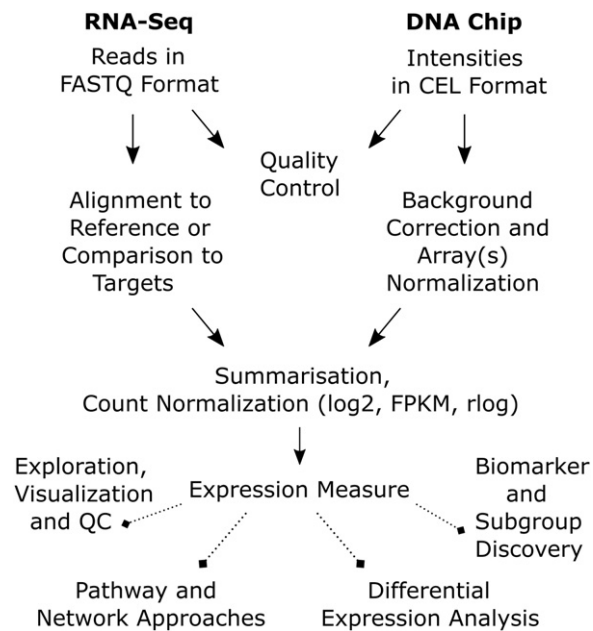 RNA-Seq
Reads in
FASTQ Format
DNA Chip
Intensities
in CEL Format
Quality
Control
Alignment to
Reference or
Comparison to
Targets
Background
Correction and
Array(s)
Normalization
Summarisation,
Count Normalization (log2, FPKM, rlog)
Expression Measure
Exploration,
Visualization
and QC
Biomarker
and
Subgroup
Discovery
Pathway and
Network Approaches
Differential
Expression Analysis